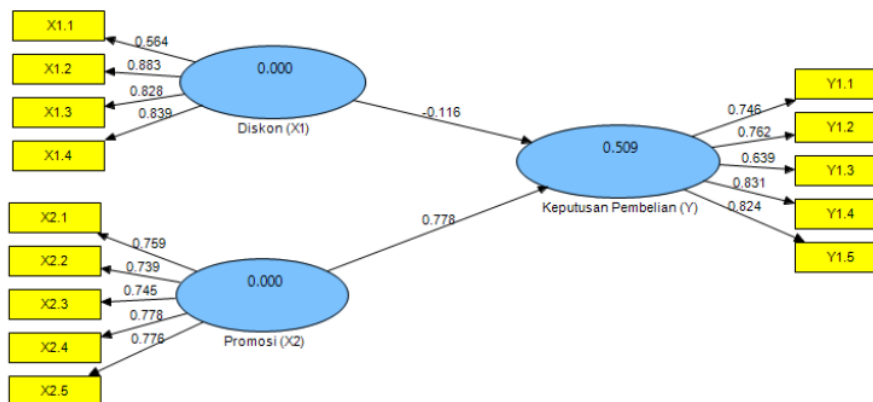 X1.1
0.564
X1.2
0.883
X1.3
0.828
X1.4
0.839
0.000
Diskon (X1)
-0.116
X2.1
0.759
X2.2
0.739
X2.3
0.745
X2.4
0.778
X2.5
0.776
0.000
Promosi (X2)
0.778
0.509
Keputusan Pembelian (Y)
0.746
Y1.1
0.762
Y1.2
0.639
Y1.3
0.831
Y1.4
0.824
Y1.5